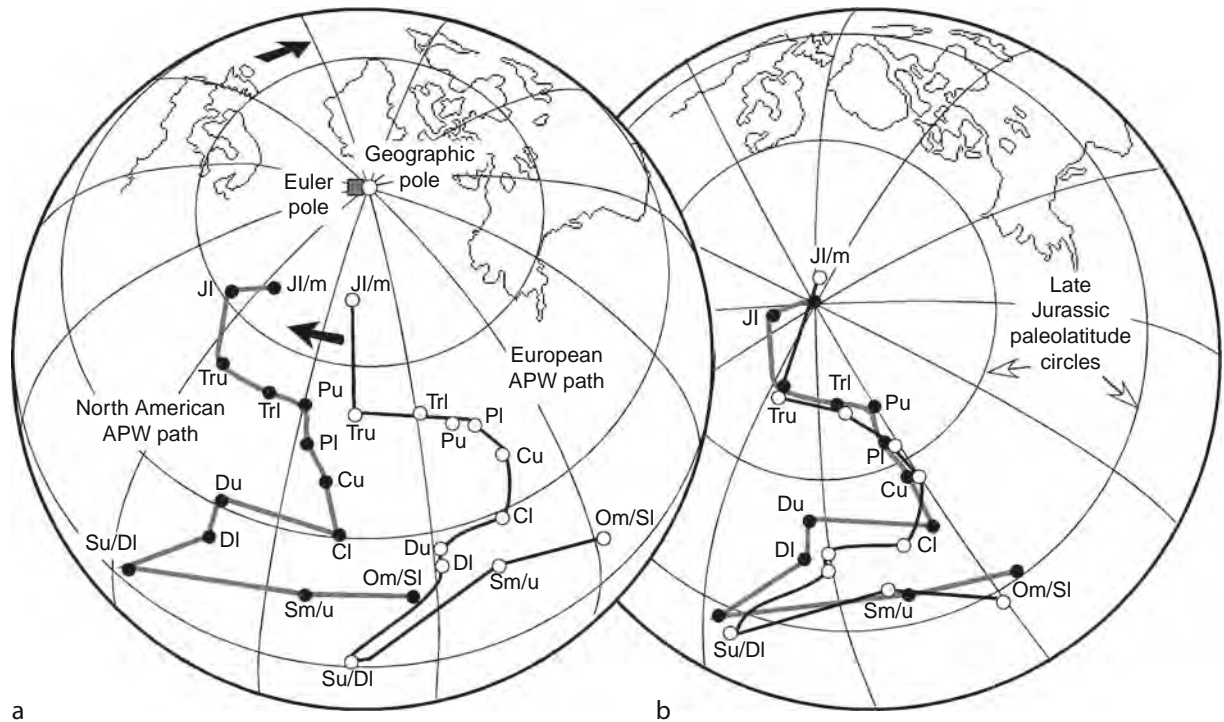 Geographic
pole
Euler
pole
Jl
Jl/m
Jl/m
Tru
Trl
Pu
Tru
Trl
Pu
Pl
North American
APW path
European
APW path
Pl
Cu
Cu
Du
Dl
Cl
Cl
Su/Dl
Om/Sl
Sm/u
Du
Dl
Om/Sl
Sm/u
Su/Dl
a
Jl/m
Jl
Late
Jurassic
paleolatitude
circles
Trl
Pu
Tru
Pl
Cu
Du
Dl
Cl
Sm/u
Om/Sl
Su/Dl
b